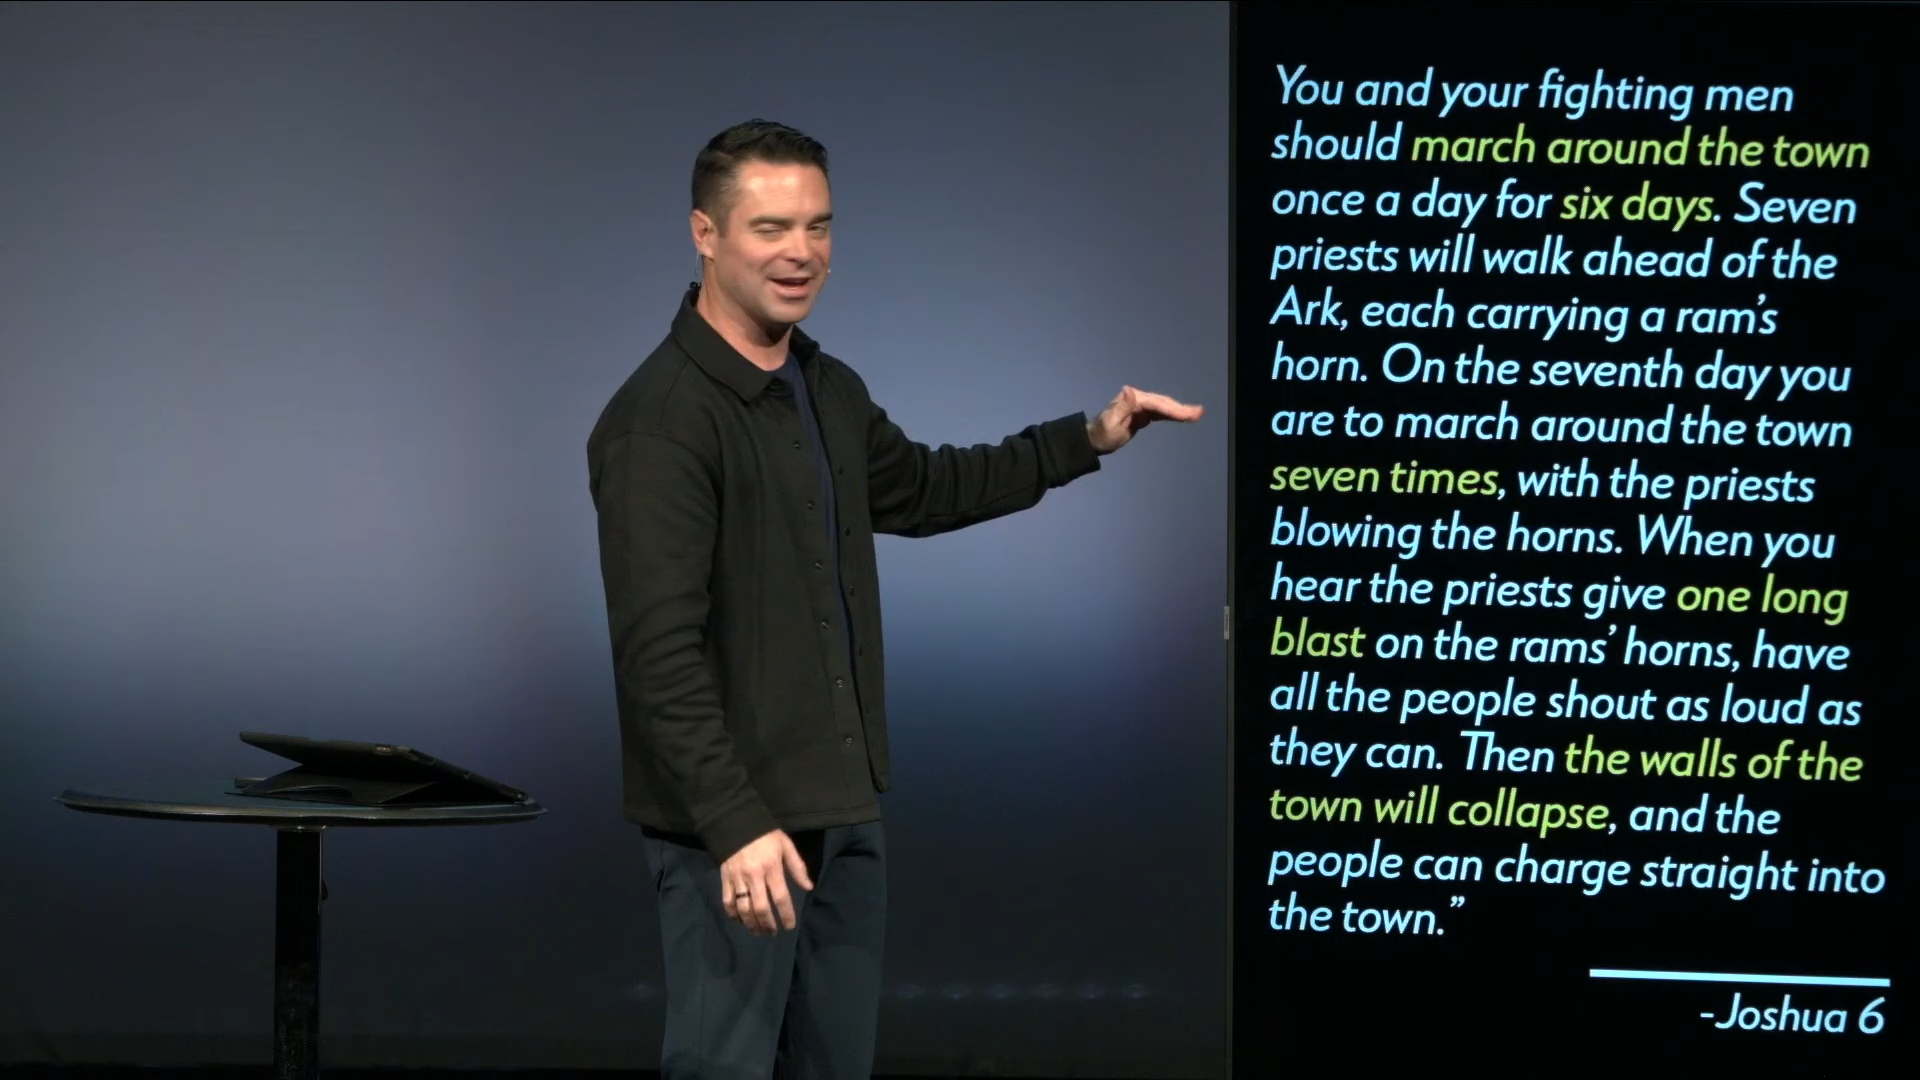 You and your fighting men
should march around the town
once a day for six days. Seven
priests will walk ahead of the
Ark, each carrying a ram's
horn. On the seventh day you
are to march around the town
seven times, with the priests
blowing the horns. When you
hear the priests give one long
blast on the rams' horns, have
all the people shout as loud as
they can. Then the walls of the
town will collapse, and the
people can charge straight into
the town.”
-Joshua 6